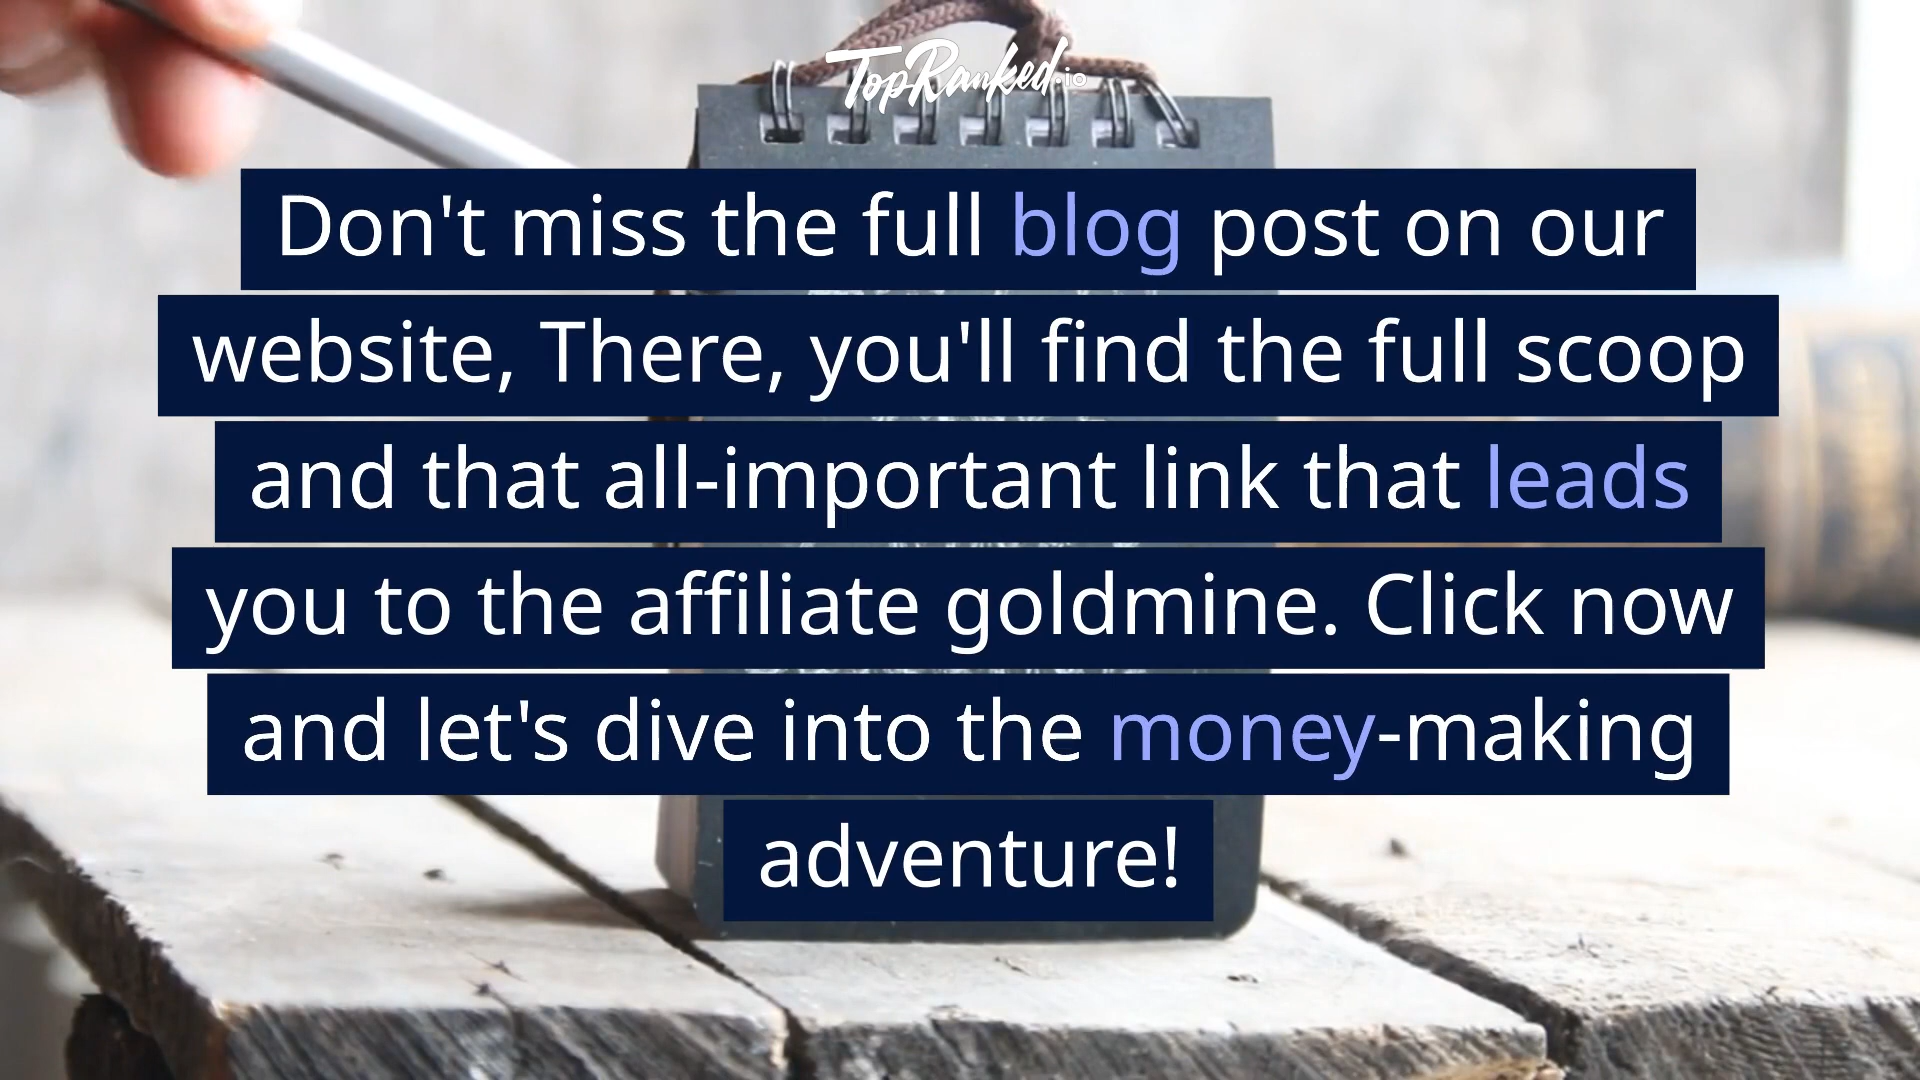 TopRanked.io
Don't miss the full blog post on our
website, There, you'll find the full scoop
and that all-important link that leads
you to the affiliate goldmine. Click now
and let's dive into the money-making
adventure!